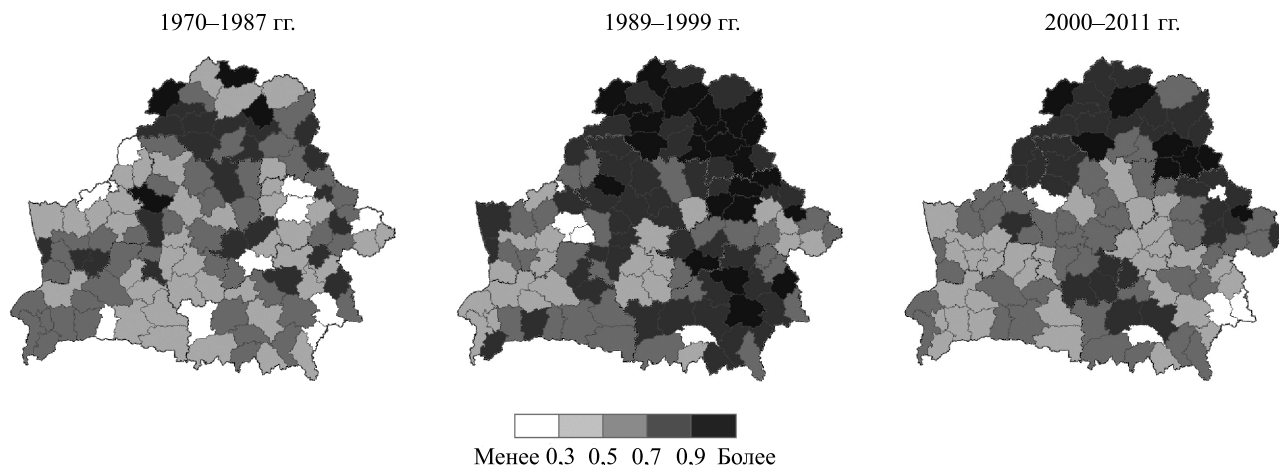 1970–1987 гг.
1989–1999 гг.
2000–2011 гг.
Менее 0,3 0,5 0,7 0,9 Более